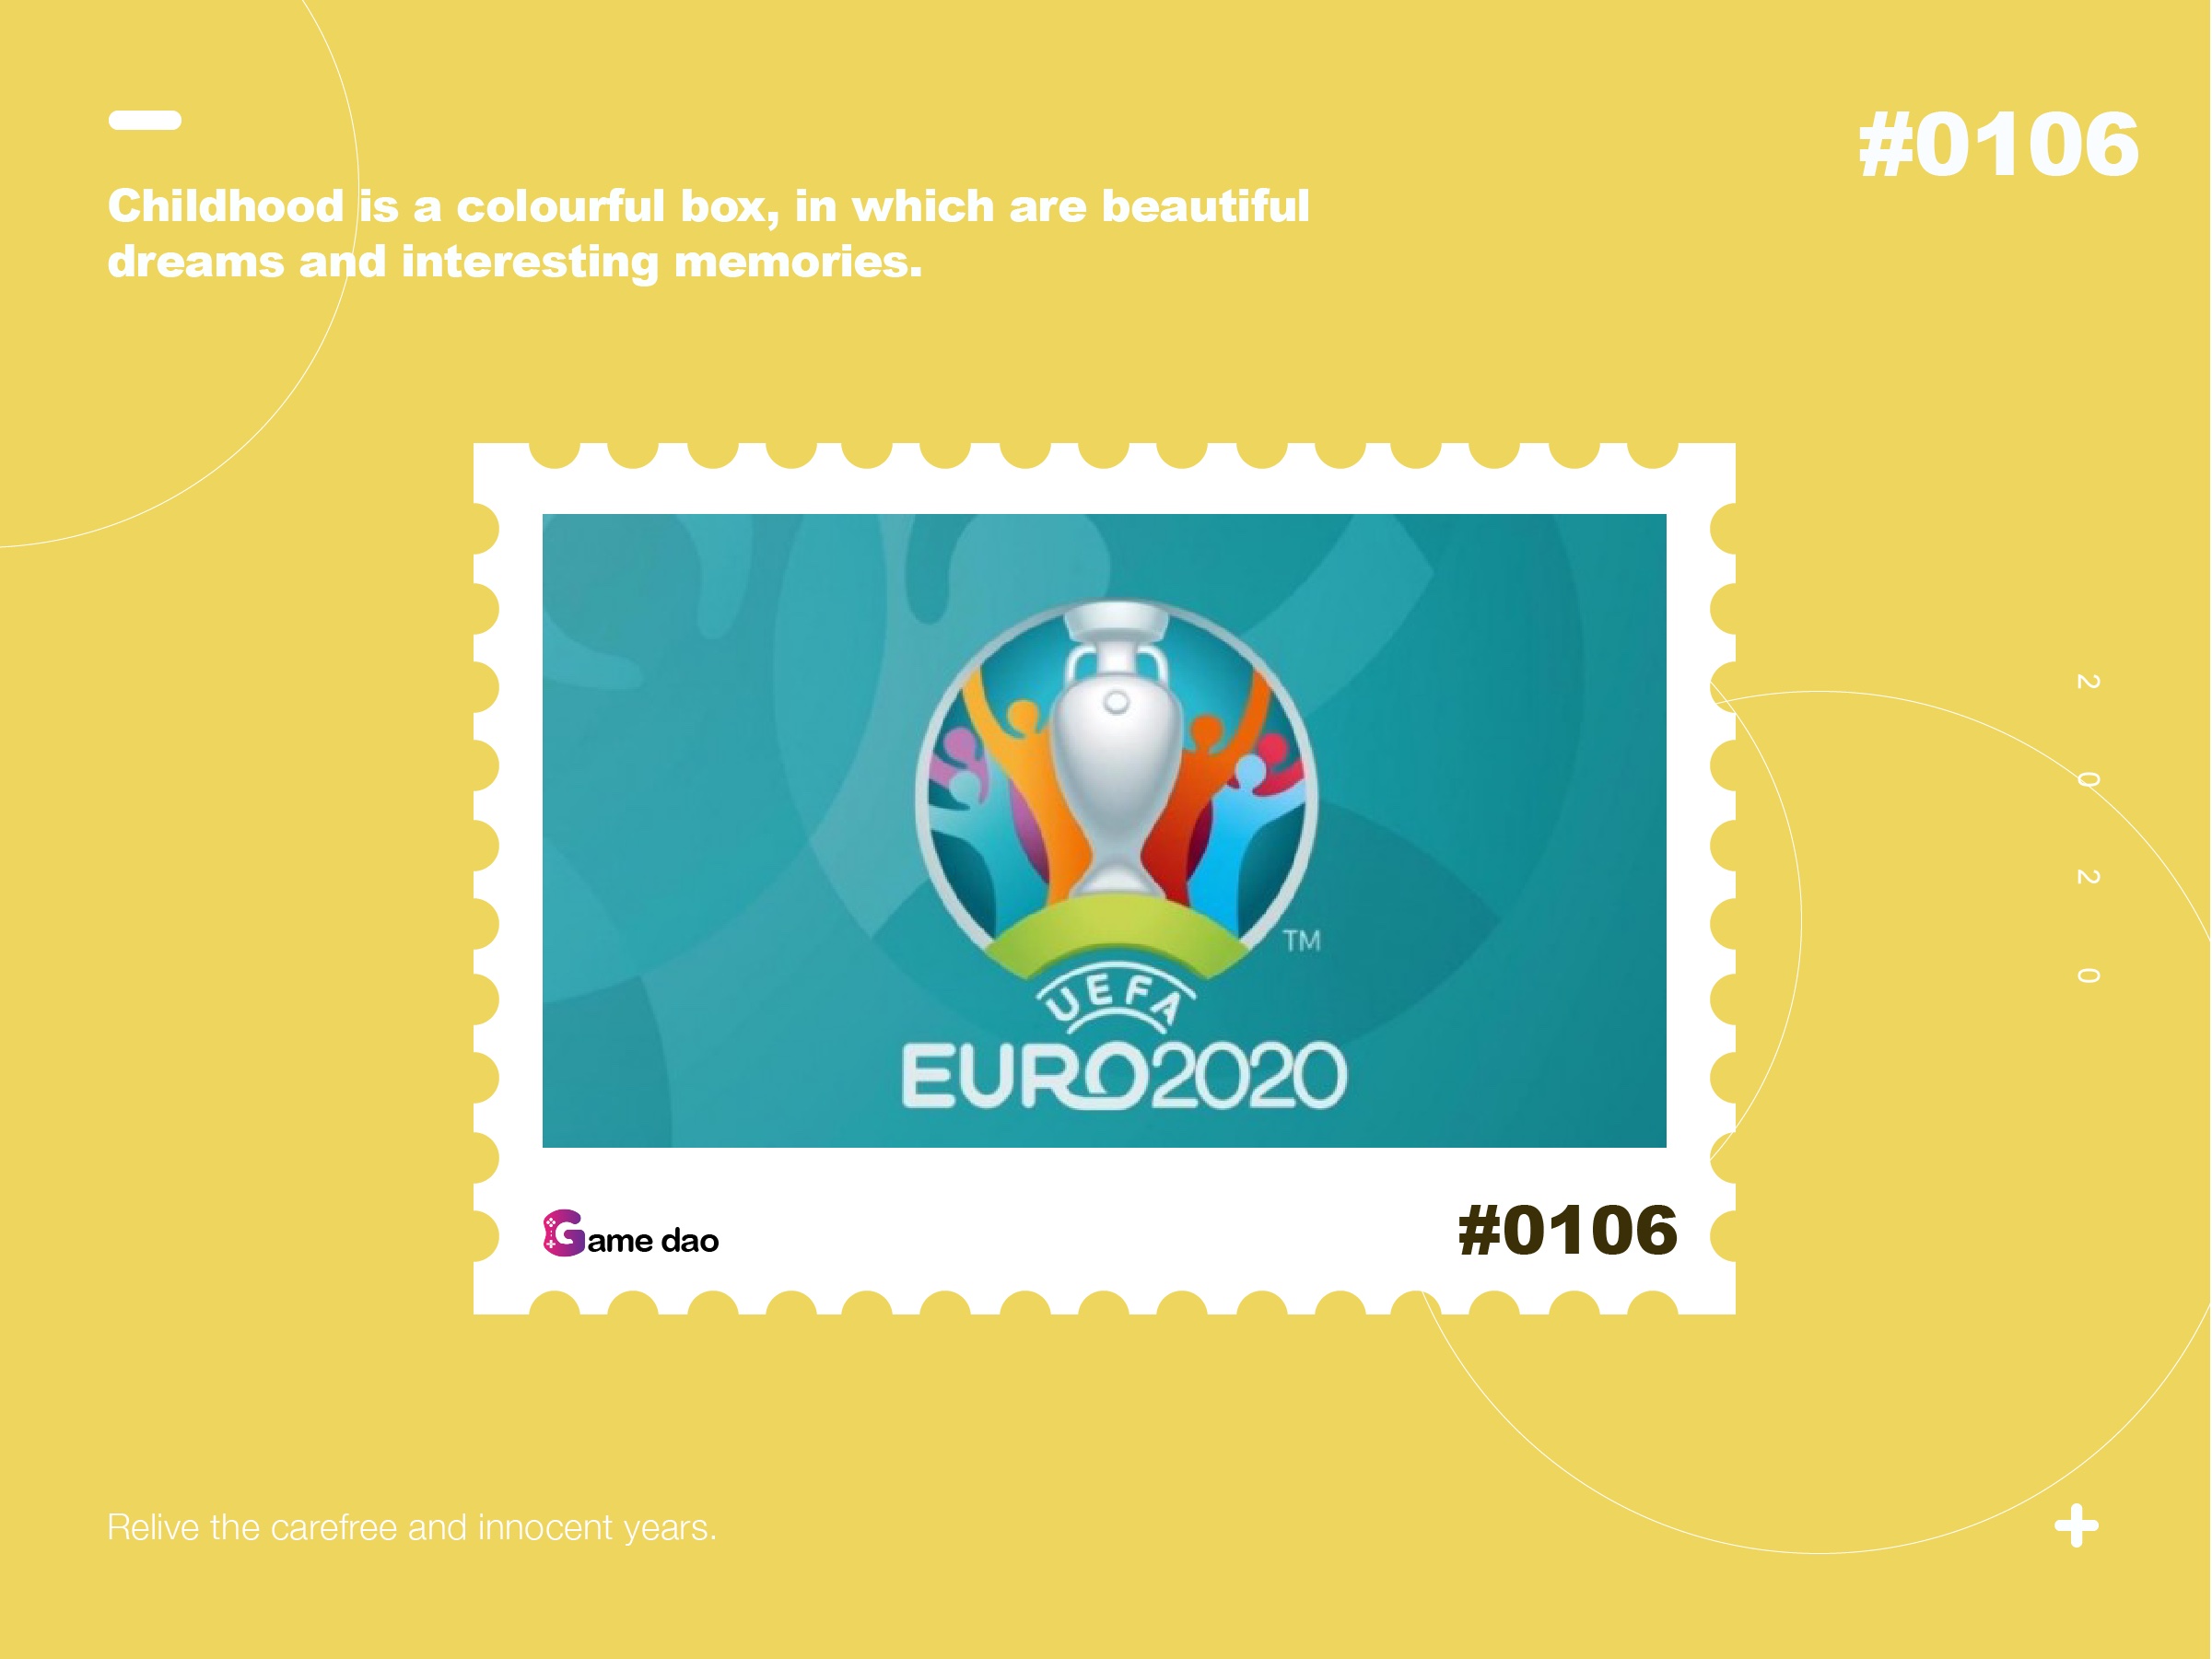 #0106
Childhood is a colourful box, in which are beautiful
dreams and interesting memories.
2020
TM
UEFA
EURO2020
Game dao
#0106
Relive the carefree and innocent years.